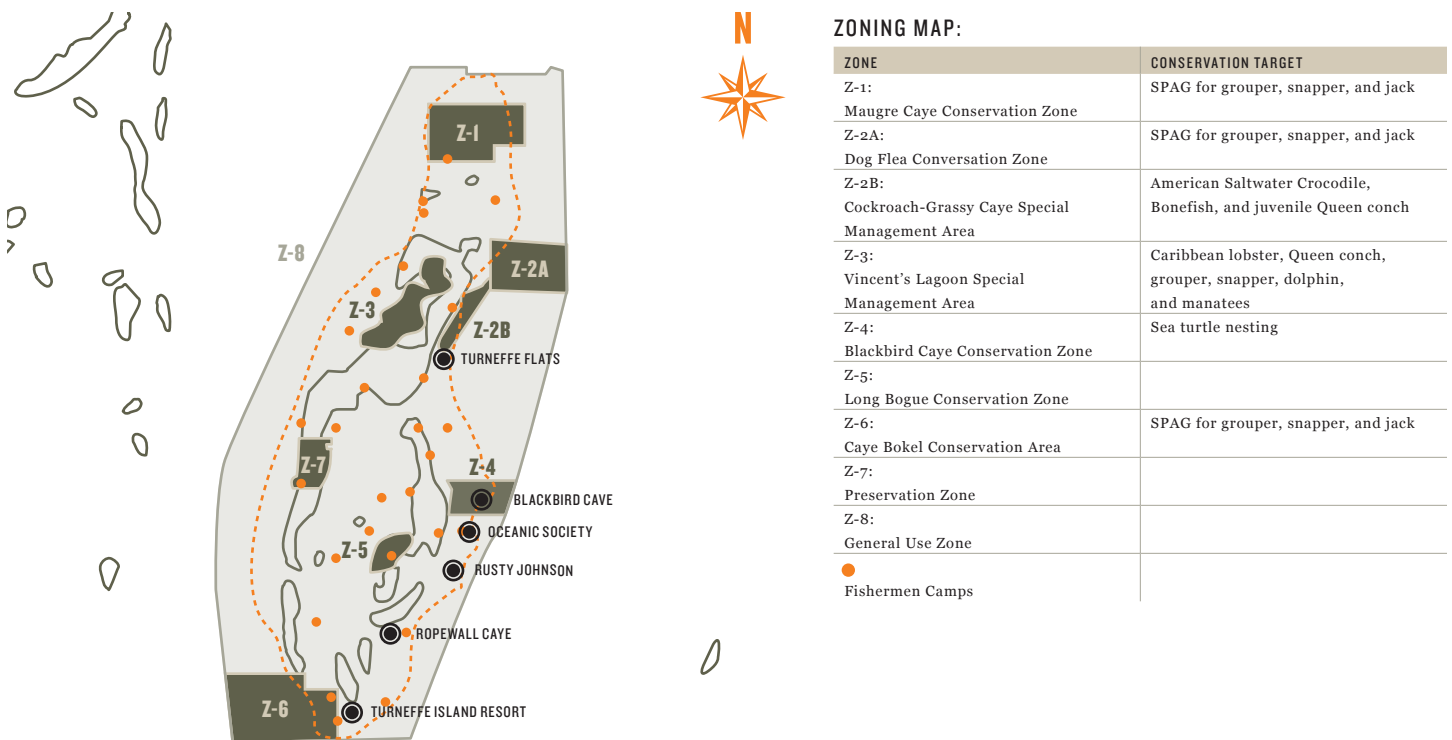 N
Z-1
Z-8
Z-2A
Z-3
Z-2B
TURNEFFE FLATS
Z-7
Z-4
BLACKBIRD CAVE
OCEANIC SOCIETY
Z-5
RUSTY JOHNSON
ROPEWALL CAYE
Z-6
TURNEFFE ISLAND RESORT
ZONING MAP:
ZONE CONSERVATION TARGET
Z-1: SPAG for grouper, snapper, and jack
Maugre Caye Conservation Zone
Z-2A: SPAG for grouper, snapper, and jack
Dog Flea Conversation Zone
Z-2B: American Saltwater Crocodile,
Cockroach-Grassy Caye Special Bonefish, and juvenile Queen conch
Management Area
Z-3: Caribbean lobster, Queen conch,
Vincent's Lagoon Special grouper, snapper, dolphin,
Management Area and manatees
Z-4: Sea turtle nesting
Blackbird Caye Conservation Zone
Z-5:
Long Bogue Conservation Zone
Z-6: SPAG for grouper, snapper, and jack
Caye Bokel Conservation Area
Z-7:
Preservation Zone
Z-8:
General Use Zone
Fishermen Camps